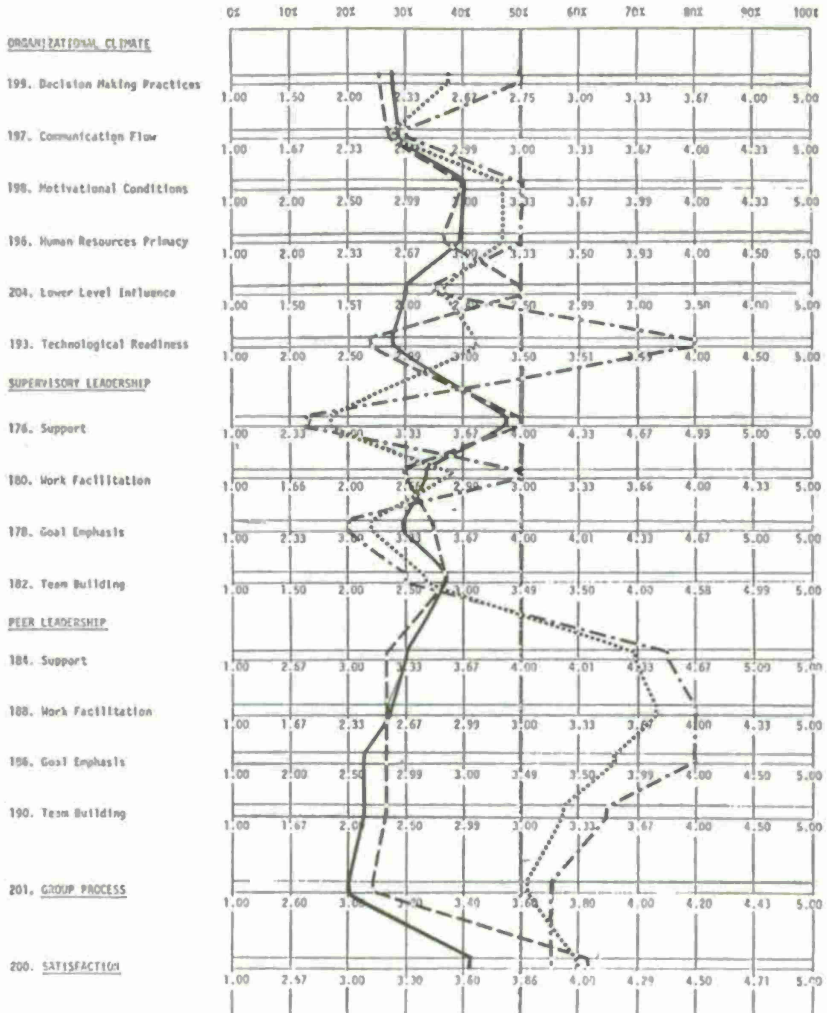 0% 10% 20% 30% 40% 50% 60% 70% 80% 90% 100%
ORGANIZATIONAL CLIMATE
199. Decision Making Practices
1.00 1.50 2.00 2.33 2.67 2.75 3.00 3.33 3.67 4.00 5.00
197. Communication Flow
1.00 1.67 2.33 2.99 3.00 3.33 3.67 4.00 4.33 5.00
198. Motivational Conditions
1.00 2.00 2.50 2.99 3.00 3.33 3.67 4.00 4.33 5.00
196. Human Resources Primacy
1.00 2.00 2.33 2.67 3.00 3.33 3.67 3.93 4.00 5.00
204. Lower Level Influence
1.00 1.50 1.51 2.00 2.50 2.99 3.00 3.50 4.00 5.00
193. Technological Readiness
1.00 2.00 2.50 3.00 3.50 3.51 4.00 4.50 5.00
SUPERVISORY LEADERSHIP
176. Support
1.00 2.33 3.00 3.33 3.67 4.00 4.33 4.67 4.99 5.00 5.00
180. Work Facilitation
1.00 1.66 2.00 2.99 3.00 3.33 3.66 4.00 4.33 5.00
178. Goal Emphasis
1.00 2.33 3.00 3.67 4.00 4.01 4.33 4.67 5.00 5.00
182. Team Building
1.00 1.50 2.00 2.50 3.00 3.49 3.50 4.00 4.58 4.99 5.00
PEER LEADERSHIP
184. Support
1.00 2.67 3.00 3.33 3.67 4.00 4.01 4.33 4.67 5.00 5.00
188. Work Facilitation
1.00 1.67 2.33 2.67 2.99 3.00 3.33 3.67 4.00 4.33 5.00
186. Goal Emphasis
1.00 2.00 2.50 2.99 3.00 3.49 3.50 3.99 4.00 4.50 5.00
190. Team Building
1.00 1.67 2.00 2.50 2.99 3.00 3.33 3.67 4.00 4.50 5.00
201. GROUP PROCESS
1.00 2.60 3.00 3.40 3.80 4.00 4.20 4.43 5.00
200. SATISFACTION
1.00 2.57 3.00 3.60 3.86 4.00 4.29 4.50 4.71 5.00